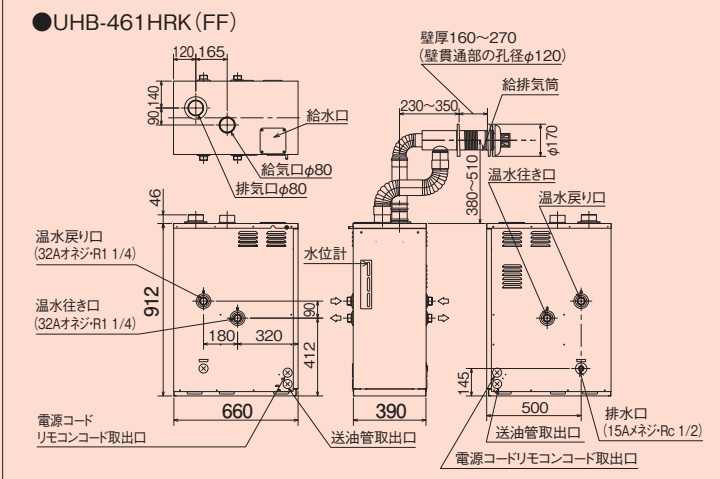 ●UHB-461HRK(FF)
120 165
90 140
給水口
給気口φ80
排気口φ80
壁厚160〜270
(壁貫通部の孔径φ120)
230〜350
給排気筒
φ170
380〜510
温水往き口
温水戻り口
46
912
温水戻り口
(32Aオネジ・R1 1/4)
温水往き口
(32Aオネジ・R1 1/4)
水位計
180 320
90
412
145
660
390
500
電源コード
リモコンコード取出口
送油管取出口
送油管取出口
排水口
(15Aメネジ・Rc 1/2)
電源コードリモコンコード取出口